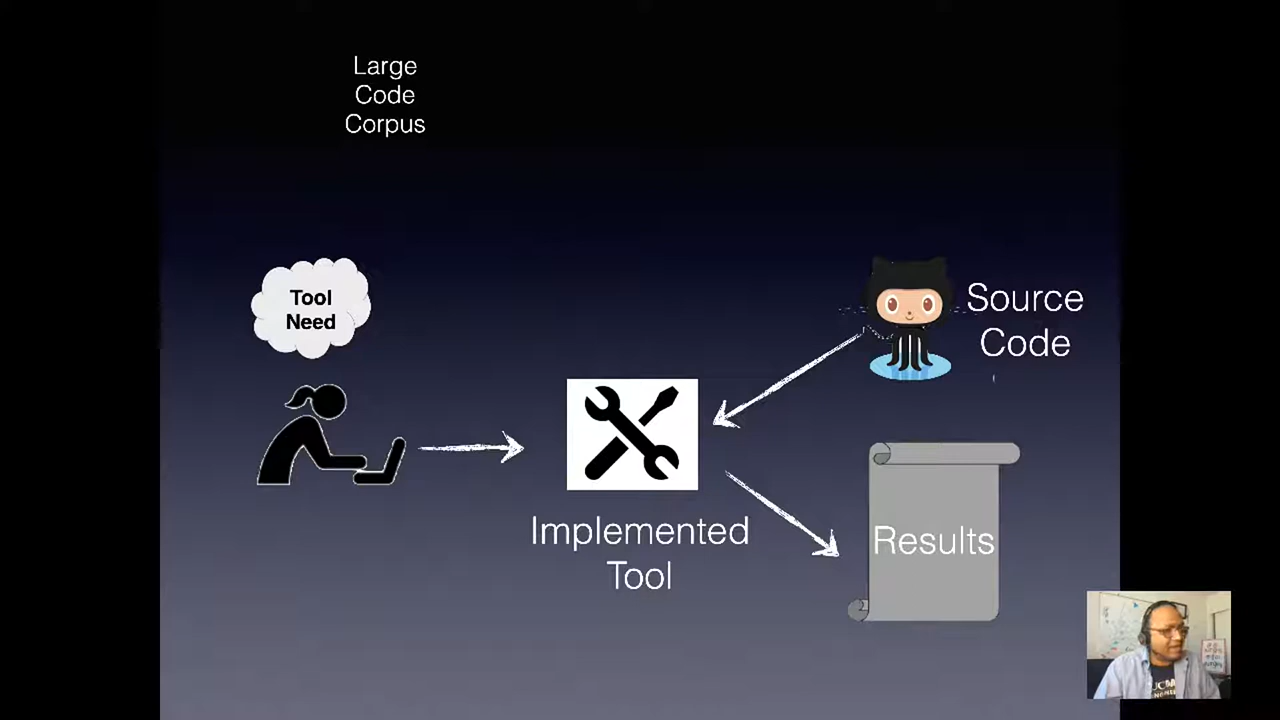 Large
Code
Corpus
Tool
Need
Source
Code
Implemented
Tool
Results